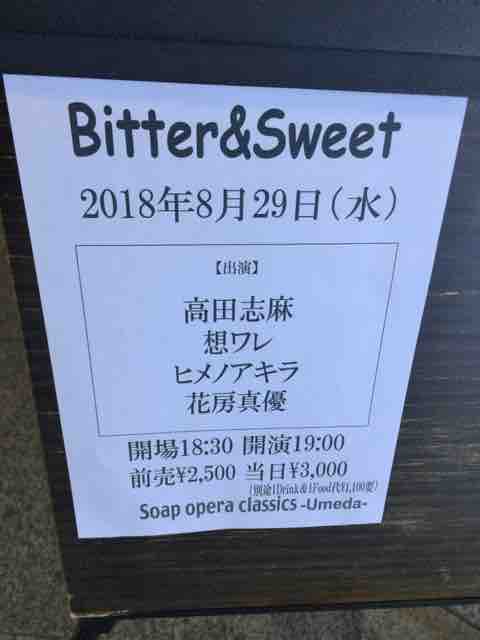 Bitter&Sweet
2018年8月29日(水)
【出演】
高田志麻
想ワレ
ヒメノアキラ
花房真優
開場18:30 開演19:00
前売¥2,500 当日¥3,000
(別途1Drink&1Food代¥1,100要)
Soap opera classics -Umeda-